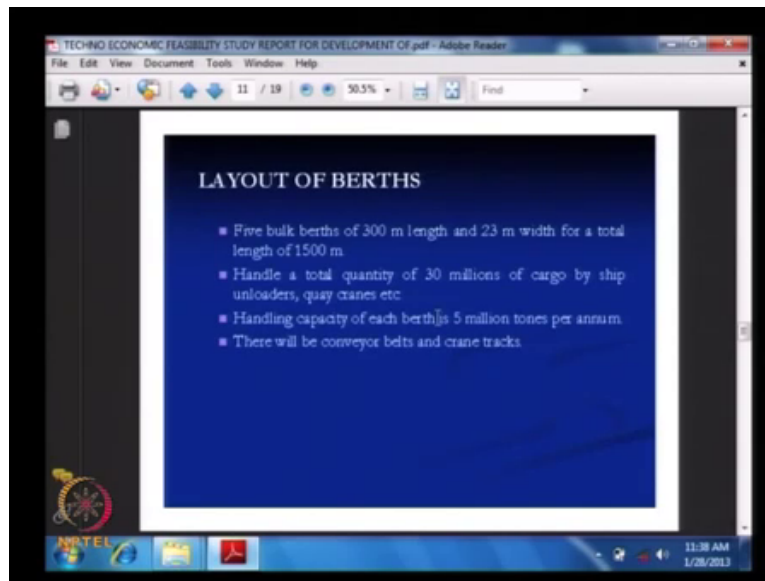 TECHNO ECONOMIC FEASIBILITY STUDY REPORT FOR DEVELOPMENT OF.pdf - Adobe Reader
File Edit View Document Tools Window Help
11 / 19 50.5% Find
LAYOUT OF BERTHS
Five bulk berths of 300 m length and 23 m width for a total
length of 1500 m
Handle a total quantity of 30 millions of cargo by ship
unloaders, quay cranes etc
Handling capacity of each berth is 5 million tones per annum.
There will be conveyor belts and crane tracks.
NPTEL
11:38 AM
1/28/2013